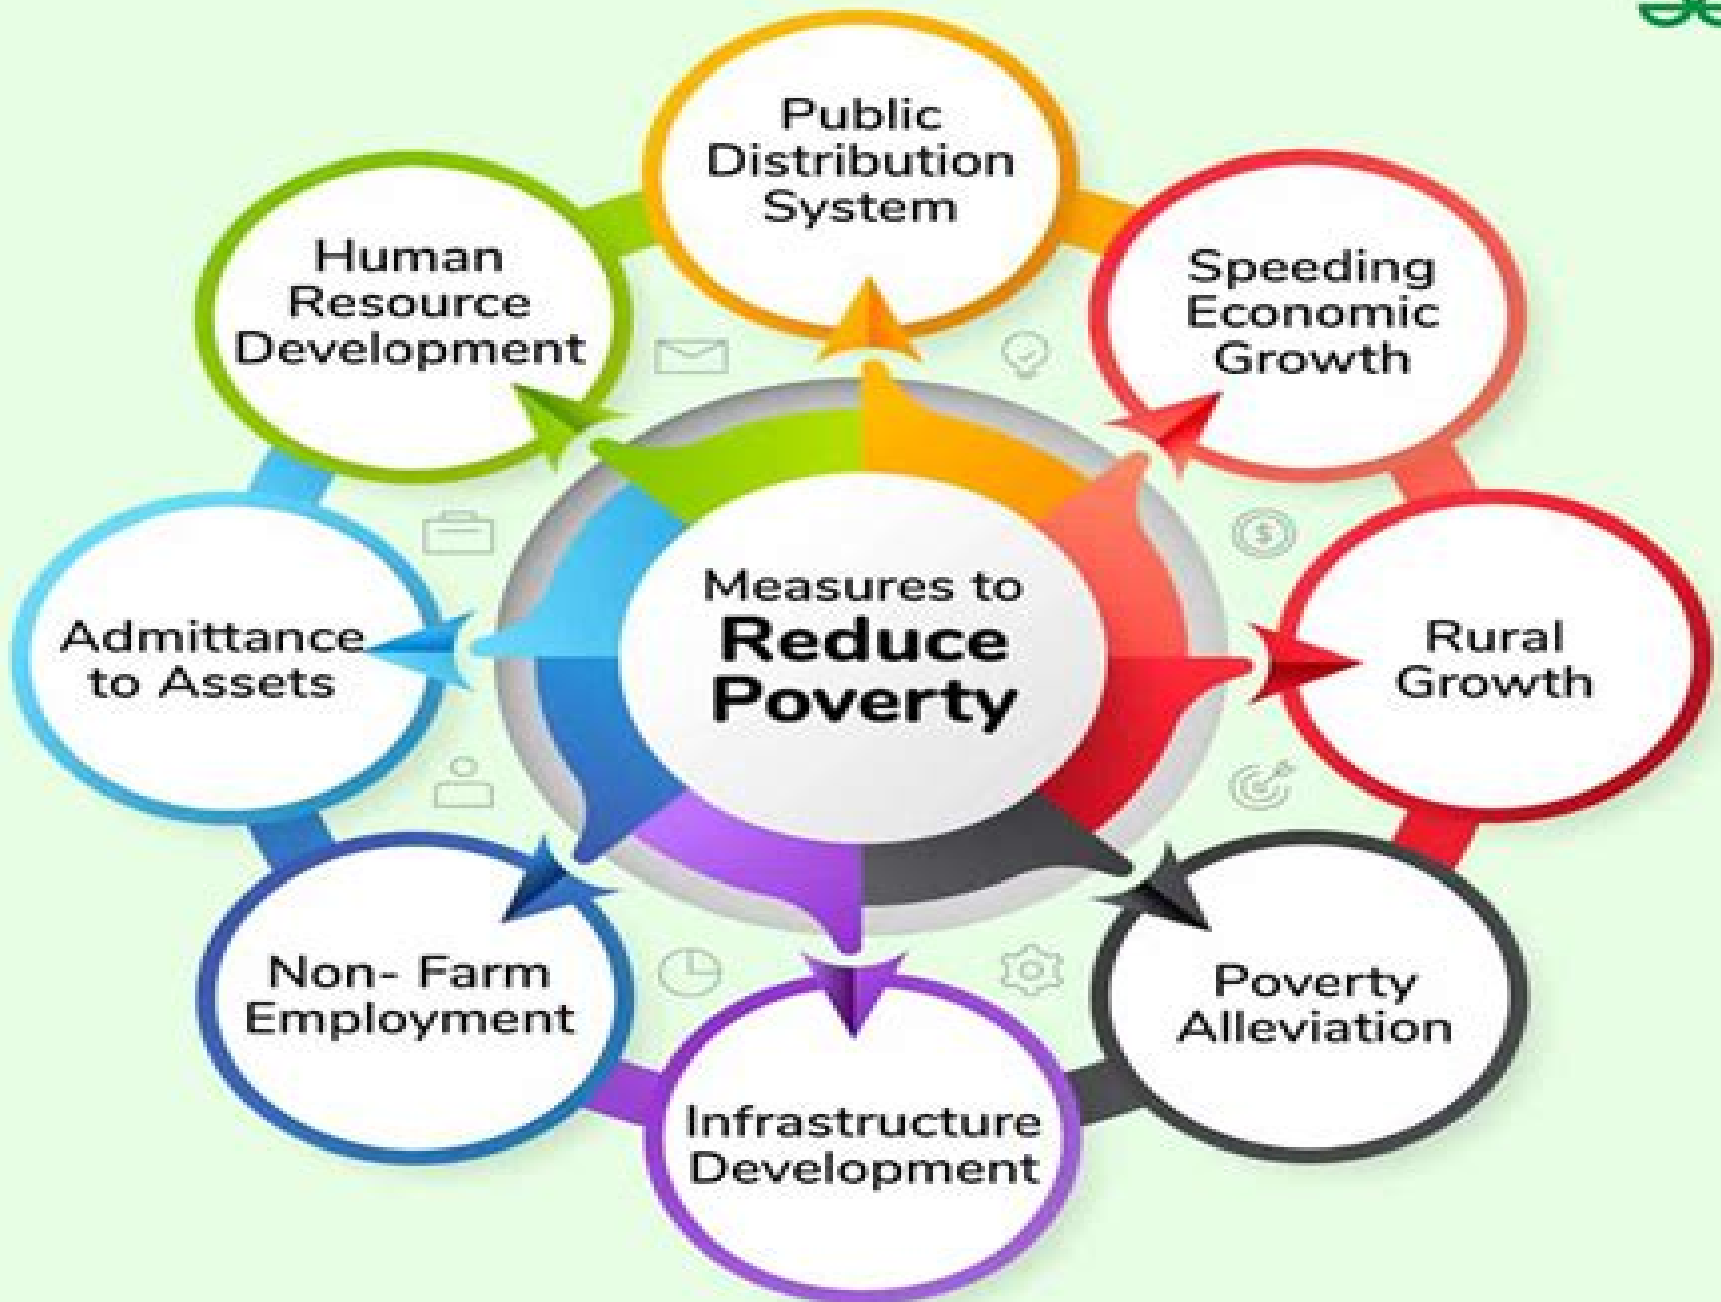 Measures to
Reduce
Poverty
Public
Distribution
System
Speeding
Economic
Growth
Rural
Growth
Poverty
Alleviation
Infrastructure
Development
Non- Farm
Employment
Admittance
to Assets
Human
Resource
Development